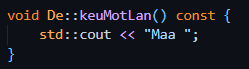 void De::keuMotLan() const {
    std::cout << "Maa ";
}